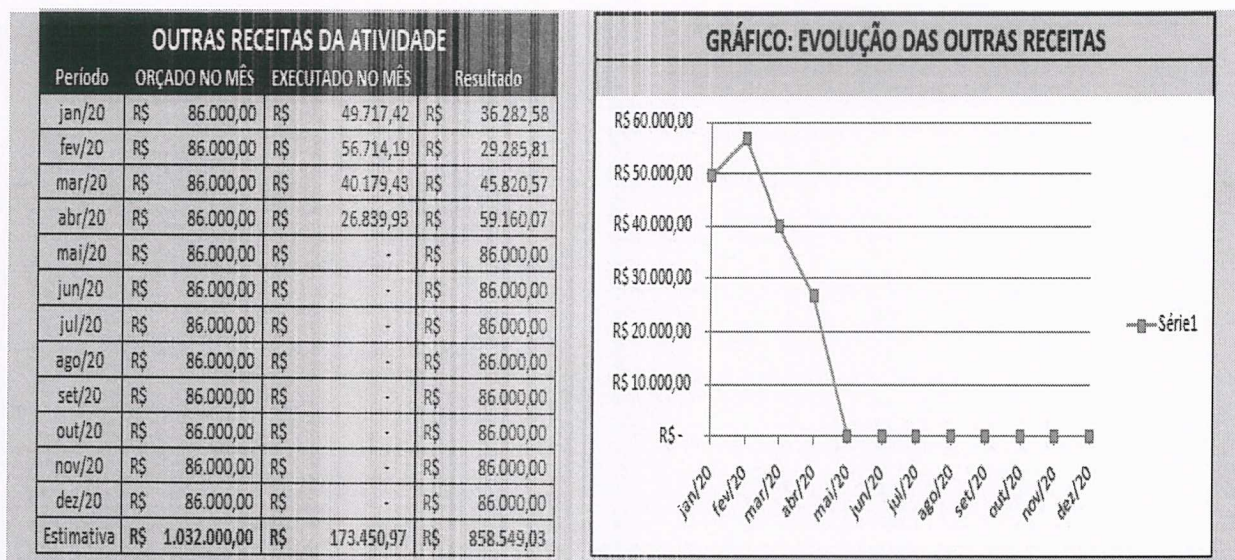 OUTRAS RECEITAS DA ATIVIDADE
Período ORÇADO NO MÊS EXECUTADO NO MÊS Resultado
jan/20 R$ 86.000,00 R$ 49.717,42 R$ 36.282,58
fev/20 R$ 86.000,00 R$ 56.714,19 R$ 29.285,81
mar/20 R$ 86.000,00 R$ 40.179,43 R$ 45.820,57
abr/20 R$ 86.000,00 R$ 26.839,93 R$ 59.160,07
mai/20 R$ 86.000,00 R$ - R$ 86.000,00
jun/20 R$ 86.000,00 R$ - R$ 86.000,00
jul/20 R$ 86.000,00 R$ - R$ 86.000,00
ago/20 R$ 86.000,00 R$ - R$ 86.000,00
set/20 R$ 86.000,00 R$ - R$ 86.000,00
out/20 R$ 86.000,00 R$ - R$ 86.000,00
nov/20 R$ 86.000,00 R$ - R$ 86.000,00
dez/20 R$ 86.000,00 R$ - R$ 86.000,00
Estimativa R$ 1.032.000,00 R$ 173.450,97 R$ 858.549,03
GRÁFICO: EVOLUÇÃO DAS OUTRAS RECEITAS
R$ 60.000,00
R$ 50.000,00
R$ 40.000,00
R$ 30.000,00
R$ 20.000,00
R$ 10.000,00
R$ -
Série1
jan/20 fev/20 mar/20 abr/20 mai/20 jun/20 jul/20 ago/20 set/20 out/20 nov/20 dez/20